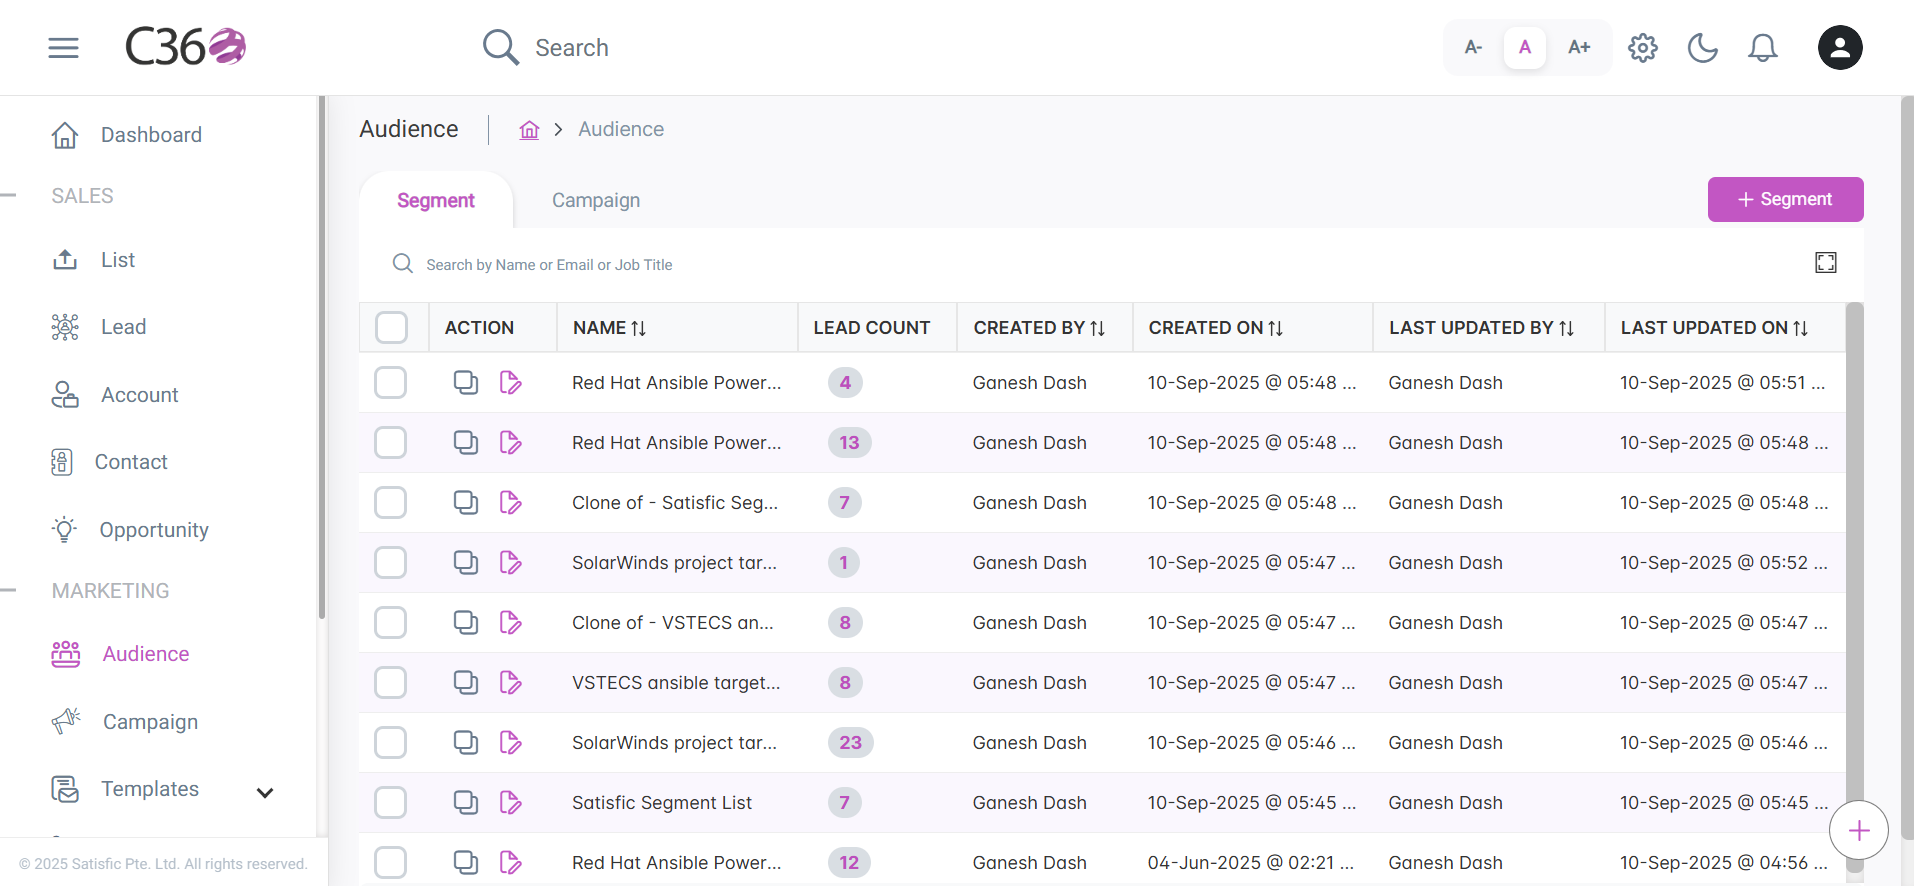 C360
Search
A- A A+
Dashboard
SALES
List
Lead
Account
Contact
Opportunity
MARKETING
Audience
Campaign
Templates
© 2025 Satisfic Pte. Ltd. All rights reserved.
Audience Audience
Segment Campaign + Segment
Search by Name or Email or Job Title
ACTION NAME LEAD COUNT CREATED BY CREATED ON LAST UPDATED BY LAST UPDATED ON
Red Hat Ansible Power... 4 Ganesh Dash 10-Sep-2025 @ 05:48 ... Ganesh Dash 10-Sep-2025 @ 05:51 ...
Red Hat Ansible Power... 13 Ganesh Dash 10-Sep-2025 @ 05:48 ... Ganesh Dash 10-Sep-2025 @ 05:48 ...
Clone of - Satisfic Seg... 7 Ganesh Dash 10-Sep-2025 @ 05:48 ... Ganesh Dash 10-Sep-2025 @ 05:48 ...
SolarWinds project tar... 1 Ganesh Dash 10-Sep-2025 @ 05:47 ... Ganesh Dash 10-Sep-2025 @ 05:52 ...
Clone of - VSTECS an... 8 Ganesh Dash 10-Sep-2025 @ 05:47 ... Ganesh Dash 10-Sep-2025 @ 05:47 ...
VSTECS ansible target... 8 Ganesh Dash 10-Sep-2025 @ 05:47 ... Ganesh Dash 10-Sep-2025 @ 05:47 ...
SolarWinds project tar... 23 Ganesh Dash 10-Sep-2025 @ 05:46 ... Ganesh Dash 10-Sep-2025 @ 05:46 ...
Satisfic Segment List 7 Ganesh Dash 10-Sep-2025 @ 05:45 ... Ganesh Dash 10-Sep-2025 @ 05:45 ...
Red Hat Ansible Power... 12 Ganesh Dash 04-Jun-2025 @ 02:21 ... Ganesh Dash 10-Sep-2025 @ 04:56 ...